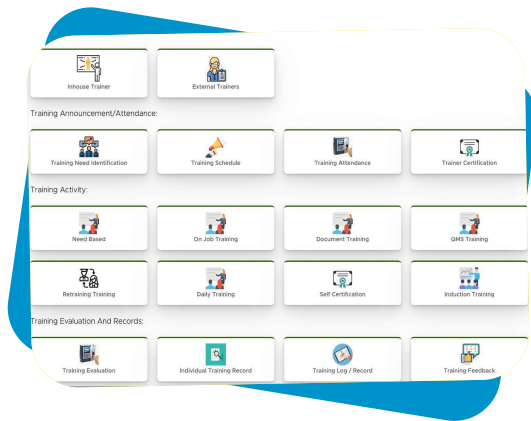 Inhouse Trainer
External Trainers
Training Announcement/Attendance:
Training Need Identification
Training Schedule
Training Attendance
Trainer Certification
Training Activity:
Need Based
On Job Training
Document Training
QMS Training
Retraining Training
Daily Training
Self Certification
Induction Training
Training Evaluation And Records:
Training Evaluation
Individual Training Record
Training Log / Record
Training Feedback